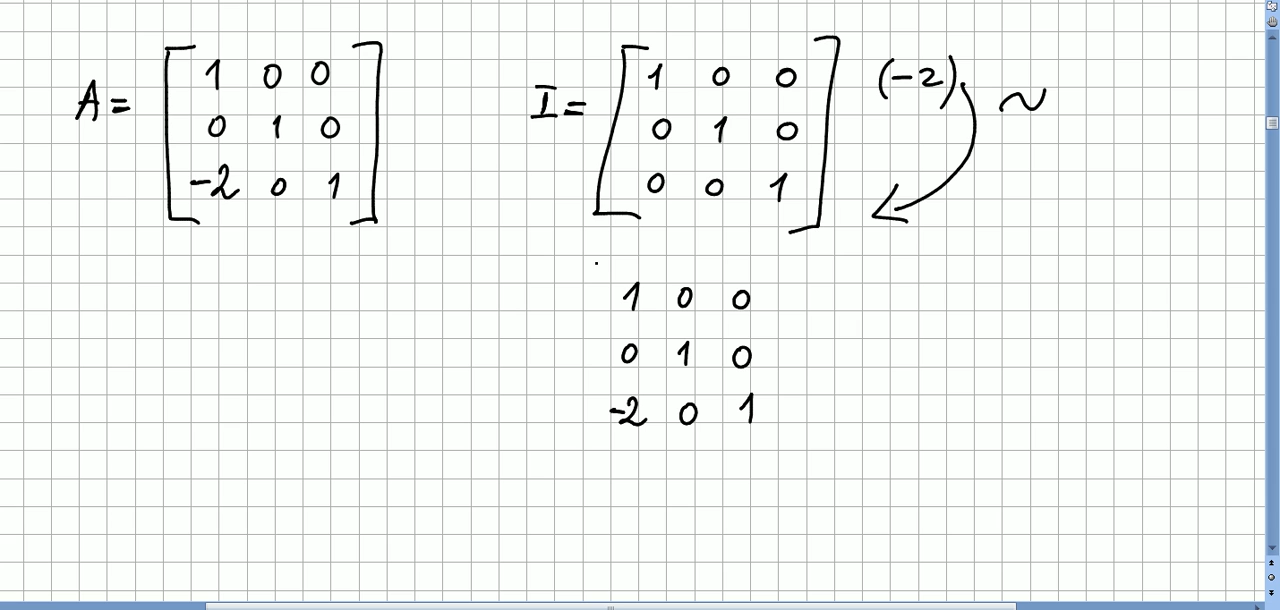 A = [ 1 0 0 ] I = [ 1 0 0 ] (-2). ~
0 1 0 0 1 0
-2 0 1 0 0 1
1 0 0
0 1 0
-2 0 1